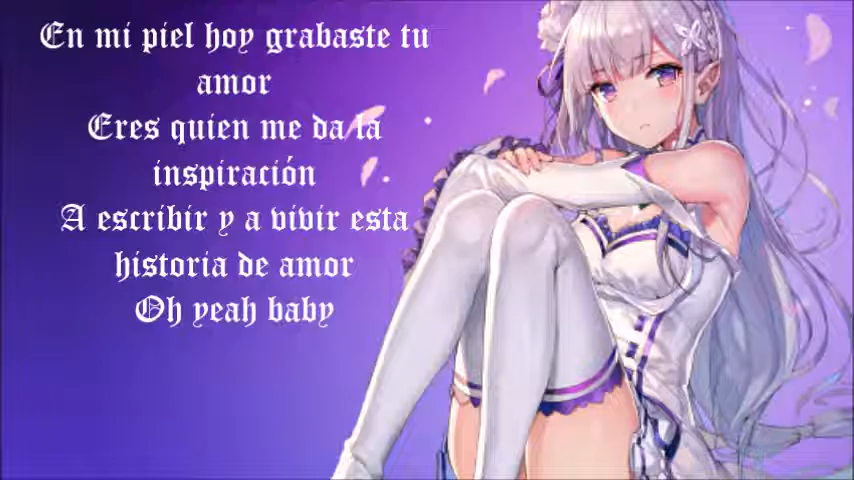 En mi piel hoy grabaste tu
amor
Eres quien me da la
inspiración
A escribir y a vivir esta
historia de amor
Oh yeah baby